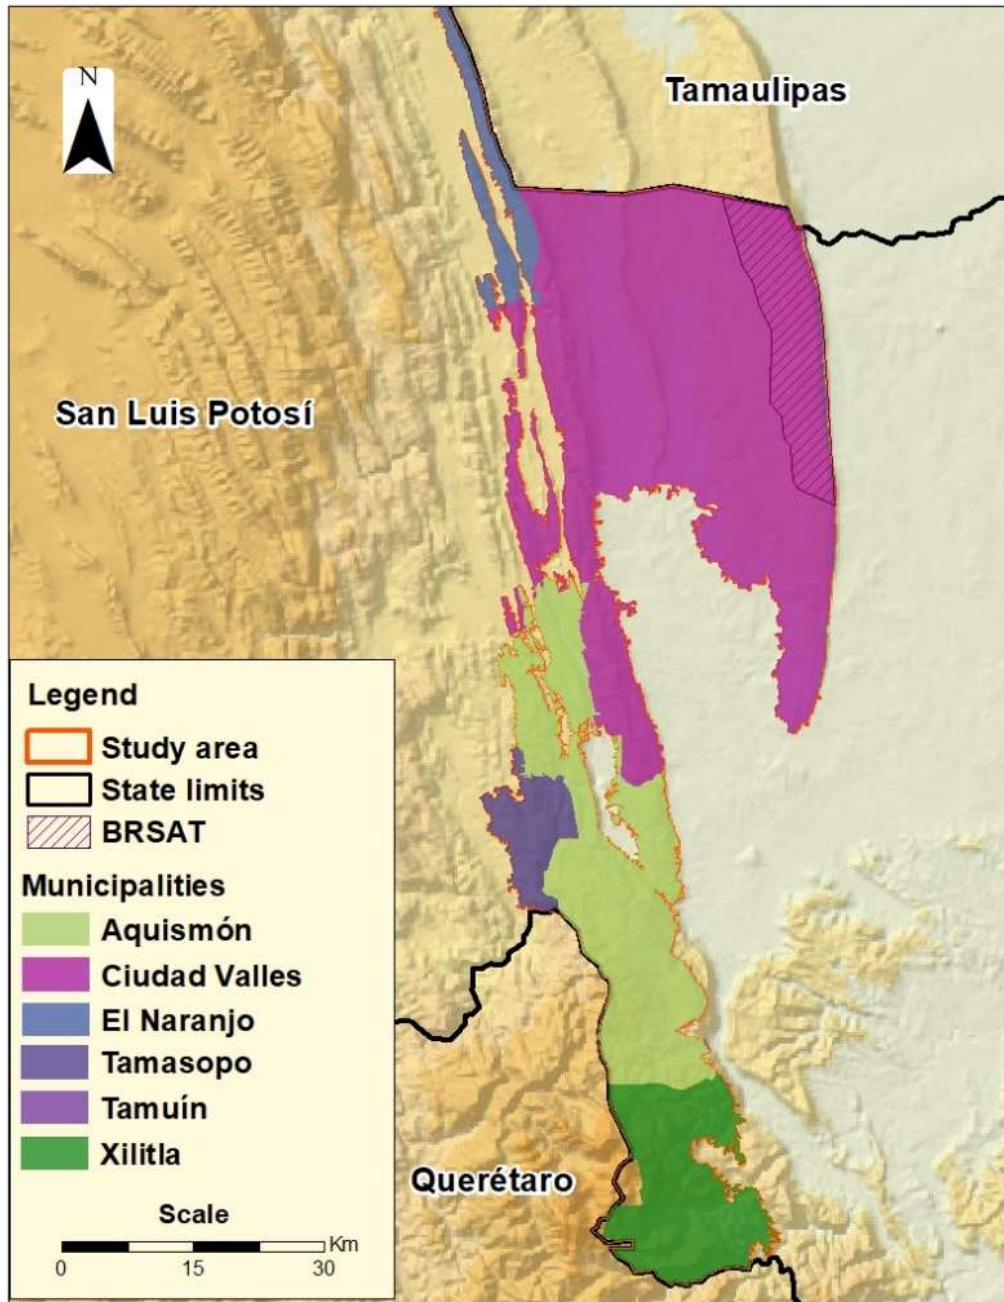 N
Tamaulipas
San Luis Potosí
Legend
Study area
State limits
BRSAT
Municipalities
Aquismón
Ciudad Valles
El Naranjo
Tamasopo
Tamuín
Xilitla
Querétaro
Scale
Km
0 15 30